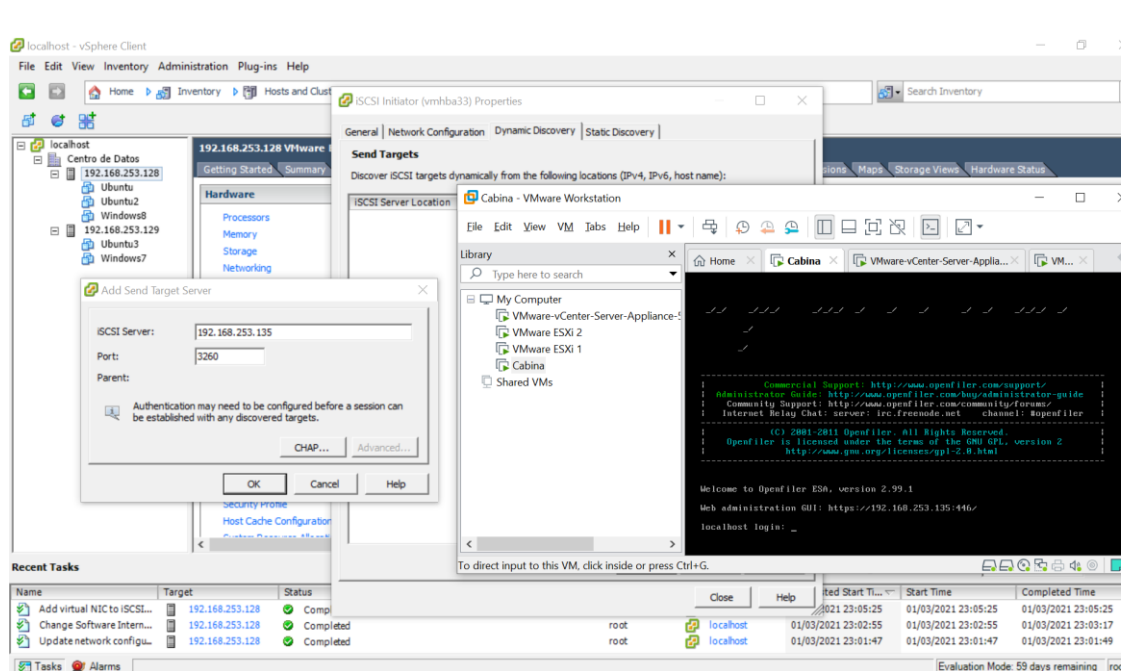 localhost - vSphere Client
File Edit View Inventory Administration Plug-ins Help
Home Inventory Hosts and Clust
Search Inventory
localhost
Centro de Datos
192.168.253.128
Ubuntu
Ubuntu2
Windows8
192.168.253.129
Ubuntu3
Windows7
192.168.253.128 VMware
Getting Started Summary
Maps Storage Views Hardware Status
Hardware
Processors
Memory
Storage
Networking
Security Profile
Host Cache Configuration
iSCSI Initiator (vmhba33) Properties
General Network Configuration Dynamic Discovery Static Discovery
Send Targets
Discover iSCSI targets dynamically from the following locations (IPv4, IPv6, host name):
iSCSI Server Location
Close Help
Add Send Target Server
iSCSI Server: 192.168.253.135
Port: 3260
Parent:
Authentication may need to be configured before a session can
be established with any discovered targets.
CHAP... Advanced...
OK Cancel Help
Cabina - VMware Workstation
File Edit View VM Tabs Help
Library
Type here to search
My Computer
VMware-vCenter-Server-Appliance-5
VMware ESXi 2
VMware ESXi 1
Cabina
Shared VMs
Home Cabina VMware-vCenter-Server-Applia... VM...
Commercial Support: http://www.openfiler.com/support/
Administrator Guide: http://www.openfiler.com/buy/administrator-guide
Community Support: http://www.openfiler.com/community/forums/
Internet Relay Chat: server: irc.freenode.net channel: #openfiler
(C) 2001-2011 Openfiler. All Rights Reserved.
Openfiler is licensed under the terms of the GNU GPL, version 2
http://www.gnu.org/licenses/gpl-2.0.html
Welcome to Openfiler ESA, version 2.99.1
Web administration GUI: https://192.168.253.135:446/
localhost login: _
To direct input to this VM, click inside or press Ctrl+G.
Recent Tasks
Name Target Status Start Ti... Start Time Completed Time
Add virtual NIC to iSCSI... 192.168.253.128 Compl 2021 23:05:25 01/03/2021 23:05:25 01/03/2021 23:05:25
Change Software Intern... 192.168.253.128 Completed root localhost 01/03/2021 23:02:55 01/03/2021 23:02:55 01/03/2021 23:03:17
Update network configu... 192.168.253.128 Completed root localhost 01/03/2021 23:01:47 01/03/2021 23:01:47 01/03/2021 23:01:49
Tasks Alarms
Evaluation Mode: 59 days remaining roo